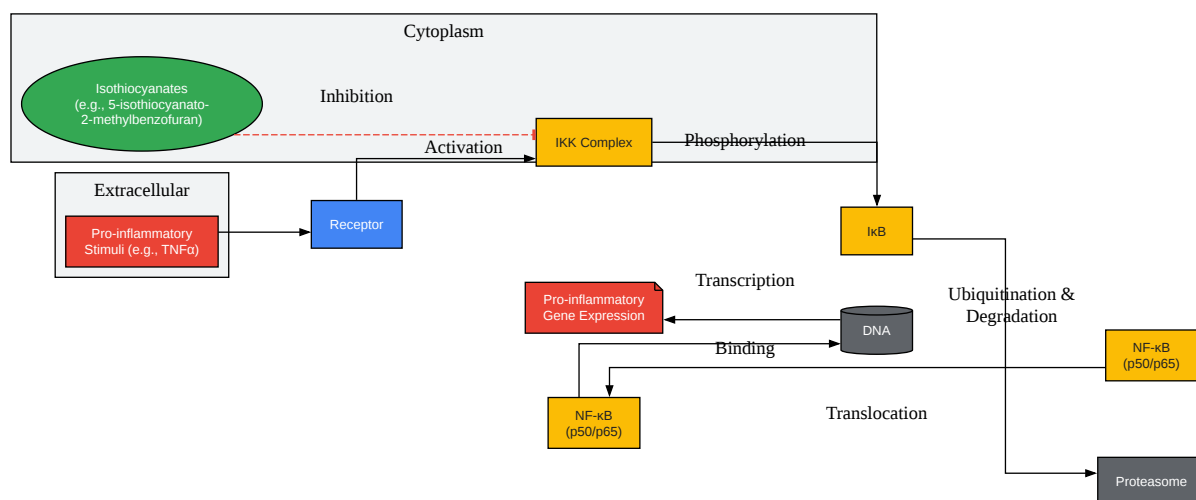 Cytoplasm
Isothiocyanates
(e.g., 5-isothiocyanato-
2-methylbenzofuran)
Inhibition
IKK Complex
Phosphorylation
Activation
Extracellular
Pro-inflammatory
Stimuli (e.g., TNFα)
Receptor
IκB
Transcription
Ubiquitination &
Degradation
Pro-inflammatory
Gene Expression
DNA
Binding
NF-κB
(p50/p65)
NF-κB
(p50/p65)
Translocation
Proteasome